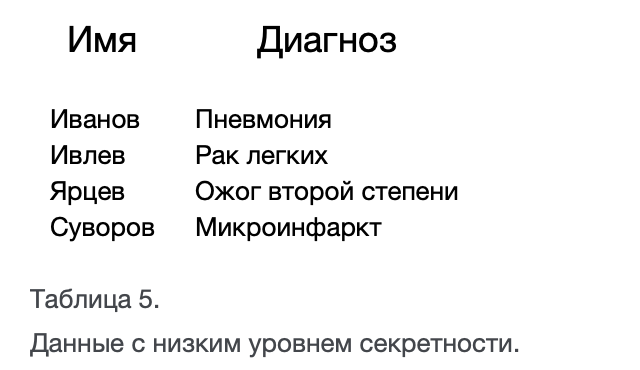 Имя Диагноз
Иванов Пневмония
Ивлев Рак легких
Ярцев Ожог второй степени
Суворов Микроинфаркт
Таблица 5.
Данные с низким уровнем секретности.